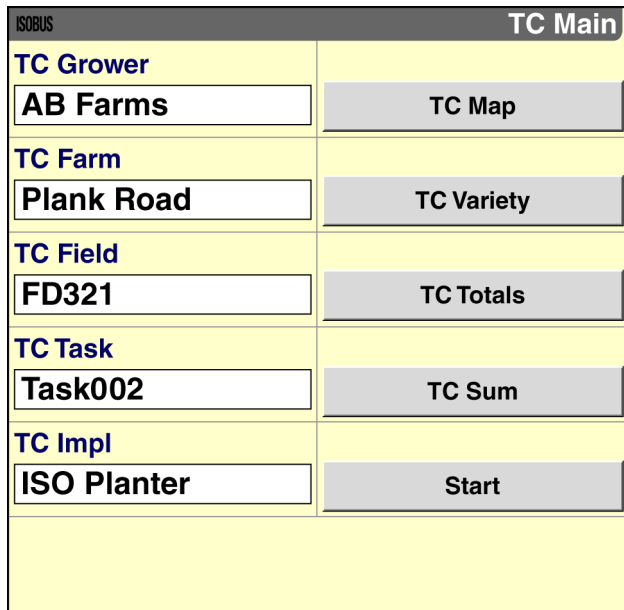 ISOBUS
TC Main
TC Grower
AB Farms
TC Map
TC Farm
Plank Road
TC Variety
TC Field
FD321
TC Totals
TC Task
Task002
TC Sum
TC Impl
ISO Planter
Start